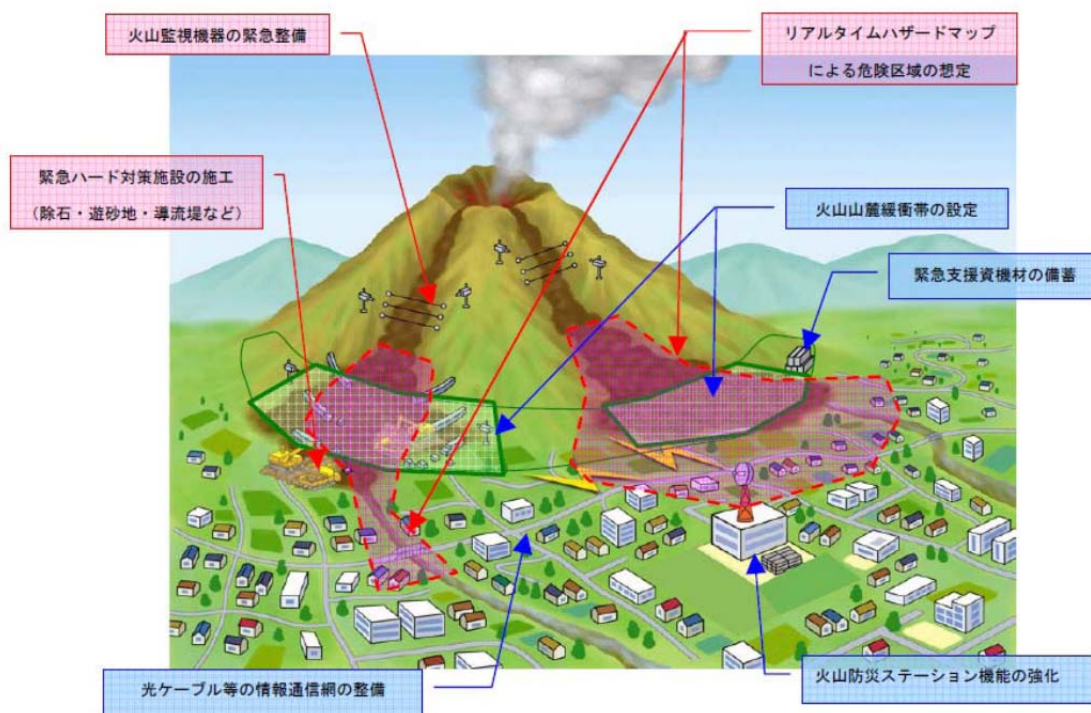 火山監視機器の緊急整備
リアルタイムハザードマップ
による危険区域の想定
緊急ハード対策施設の施工
（除石・遊砂地・導流堤など）
火山山麓緩衝帯の設定
緊急支援資機材の備蓄
光ケーブル等の情報通信網の整備
火山防災ステーション機能の強化